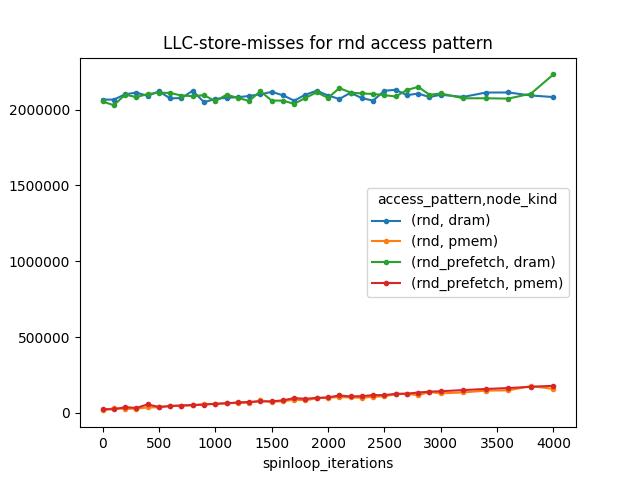 LLC-store-misses for rnd access pattern
2000000
1500000
1000000
500000
0
access_pattern,node_kind
(rnd, dram)
(rnd, pmem)
(rnd_prefetch, dram)
(rnd_prefetch, pmem)
0 500 1000 1500 2000 2500 3000 3500 4000
spinloop_iterations